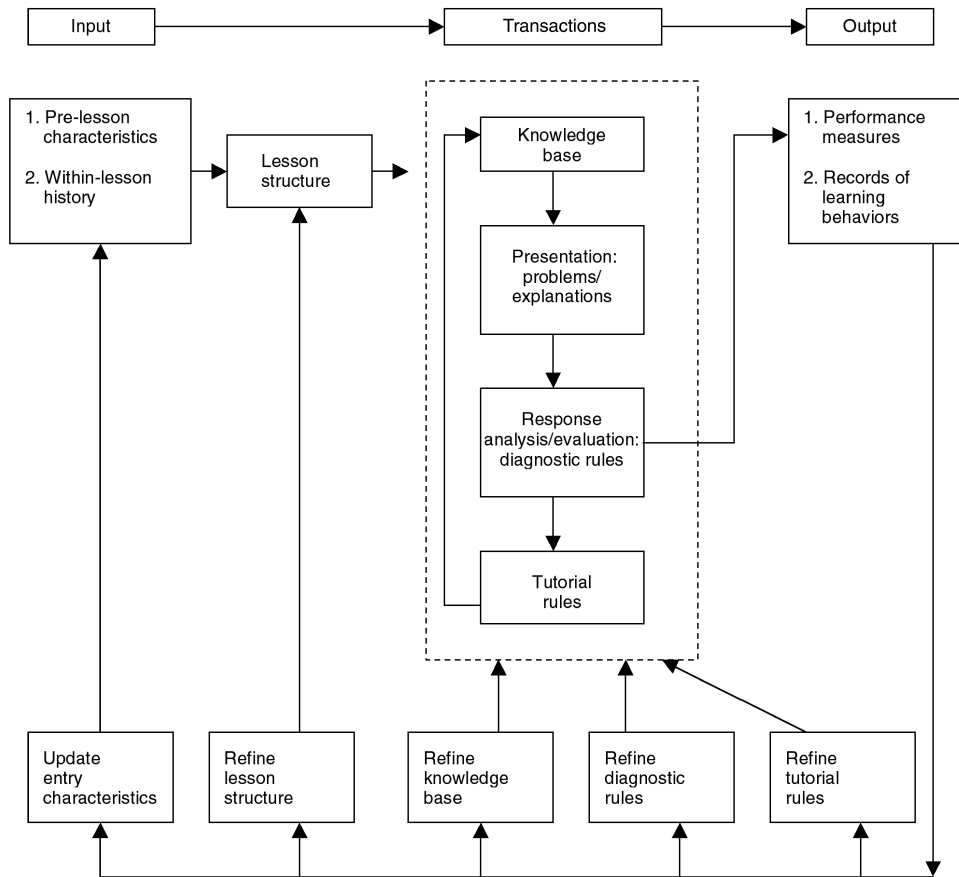 Input
Transactions
Output
1. Pre-lesson
characteristics
2. Within-lesson
history
Lesson
structure
Knowledge
base
Presentation:
problems/
explanations
Response
analysis/evaluation:
diagnostic rules
Tutorial
rules
1. Performance
measures
2. Records of
learning
behaviors
Update
entry
characteristics
Refine
lesson
structure
Refine
knowledge
base
Refine
diagnostic
rules
Refine
tutorial
rules